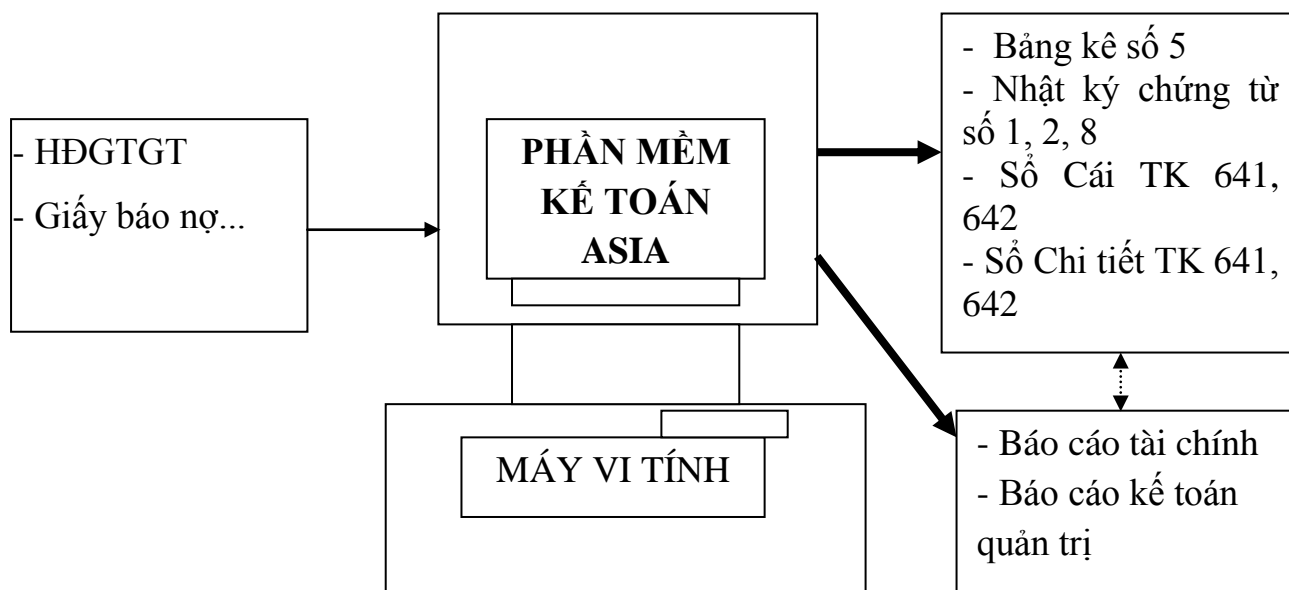 - HĐGTGT
- Giấy báo nợ...
PHẦN MỀM
KẾ TOÁN
ASIA
MÁY VI TÍNH
- Bảng kê số 5
- Nhật ký chứng từ
số 1, 2, 8
- Sổ Cái TK 641,
642
- Sổ Chi tiết TK 641,
642
- Báo cáo tài chính
- Báo cáo kế toán
quản trị